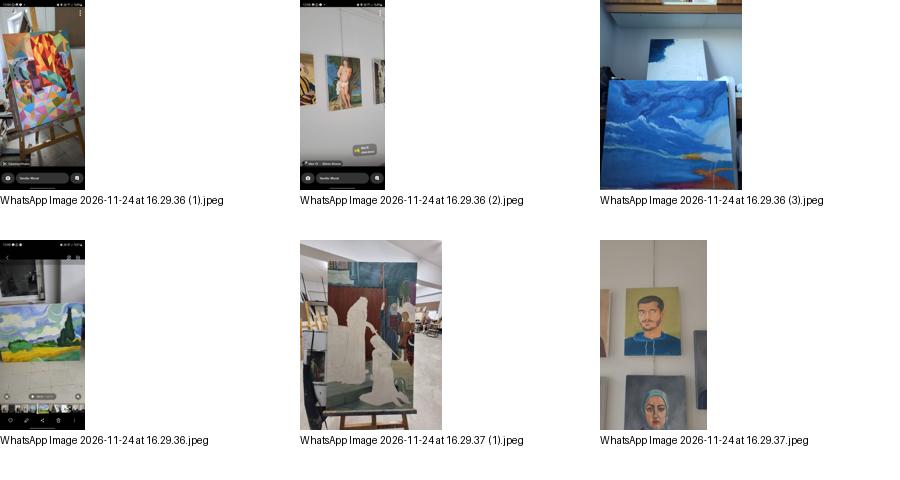 WhatsApp Image 2026-11-24 at 16.29.36 (1).jpeg
WhatsApp Image 2026-11-24 at 16.29.36 (2).jpeg
WhatsApp Image 2026-11-24 at 16.29.36 (3).jpeg
WhatsApp Image 2026-11-24 at 16.29.36.jpeg
WhatsApp Image 2026-11-24 at 16.29.37 (1).jpeg
WhatsApp Image 2026-11-24 at 16.29.37.jpeg